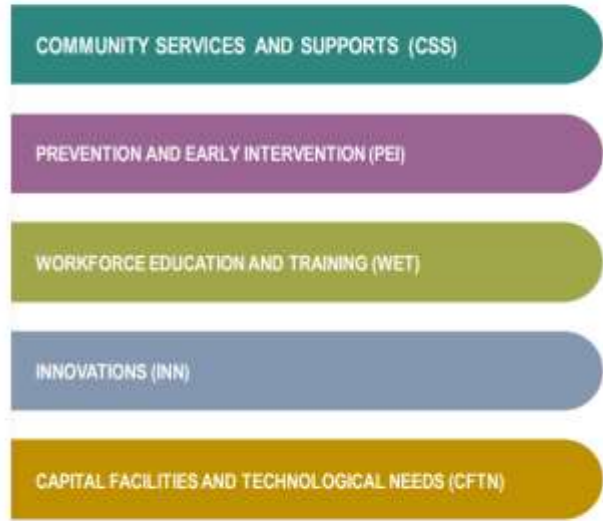 COMMUNITY SERVICES AND SUPPORTS (CSS)
PREVENTION AND EARLY INTERVENTION (PEI)
WORKFORCE EDUCATION AND TRAINING (WET)
INNOVATIONS (INN)
CAPITAL FACILITIES AND TECHNOLOGICAL NEEDS (CFTN)